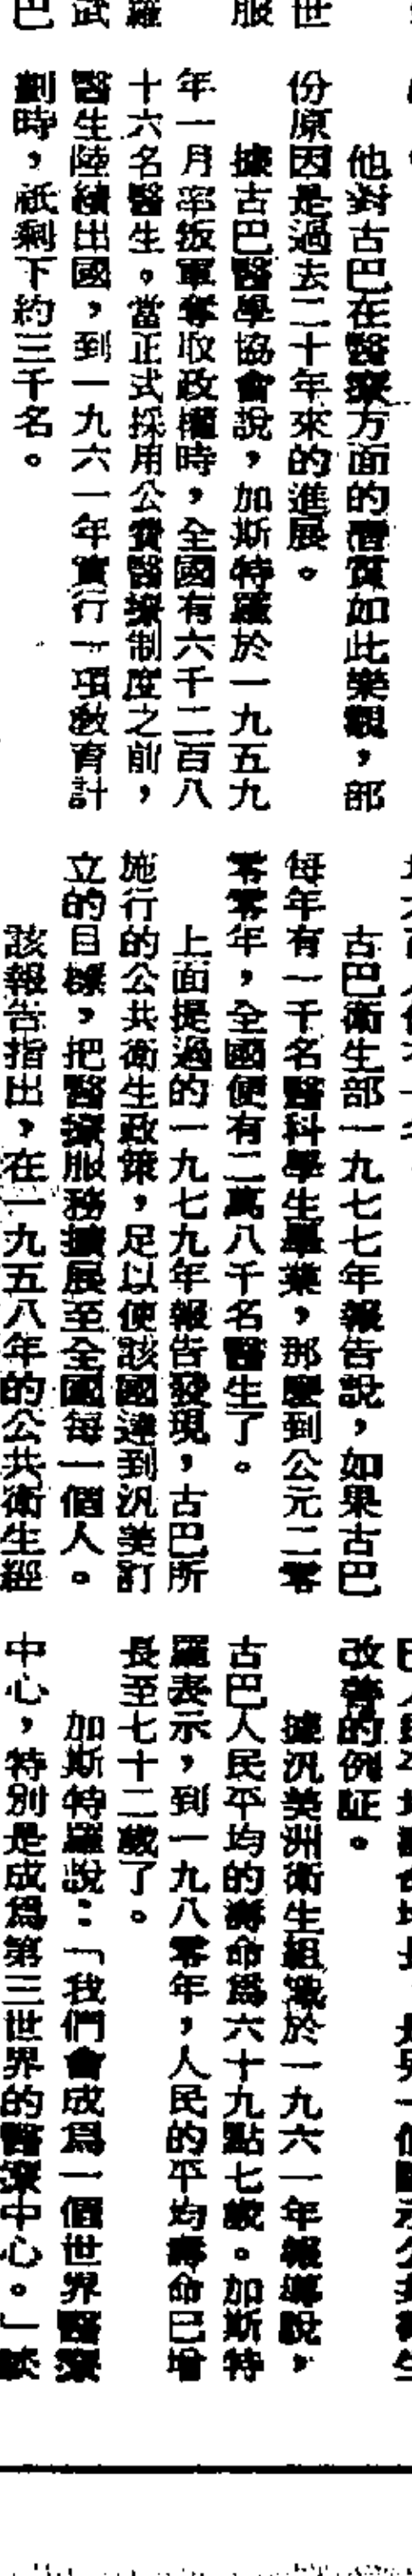 世
服
羅
試
巴
他對古巴在醫療方面的潛質如此樂觀，部
份原因是過去二十年來的進展。
據古巴醫學協會說，加斯特羅於一九五九
年一月率叛軍奪取政權時，全國有六千二百八
十六名醫生。當正式採用公費醫療制度之前，
醫生陸續出國，到一九六一年實行一項教育計
劃時，祇剩下約三千名。
古巴衞生部一九七七年報告說，如果古巴
每年有一千名醫科學生畢業，那麼到公元二零
零零年，全國便有二萬八千名醫生了。
上面提過的一九七九年報告發現，古巴所
施行的公共衞生政策，足以使該國達到汎美訂
立的目標，把醫療服務擴展至全國每一個人。
該報告指出，在一九五八年的公共衞生經
改善的例証。
據汎美洲衞生組織於一九六一年報導說，
古巴人民平均的壽命爲六十九點七歲。加斯特
羅表示，到一九八零年，人民的平均壽命已增
長至七十二歲了。
加斯特羅說：「我們會成爲一個世界醫療
中心，特別是成爲第三世界的醫療中心。」談